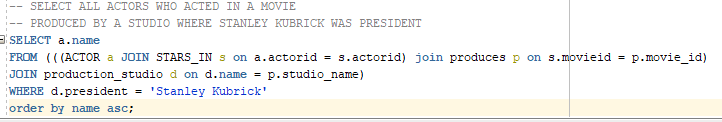 -- SELECT ALL ACTORS WHO ACTED IN A MOVIE
-- PRODUCED BY A STUDIO WHERE STANLEY KUBRICK WAS PRESIDENT
SELECT a.name
FROM (((ACTOR a JOIN STARS_IN s on a.actorid = s.actorid) join produces p on s.movieid = p.movie_id)
JOIN production_studio d on d.name = p.studio_name)
WHERE d.president = 'Stanley Kubrick'
order by name asc;